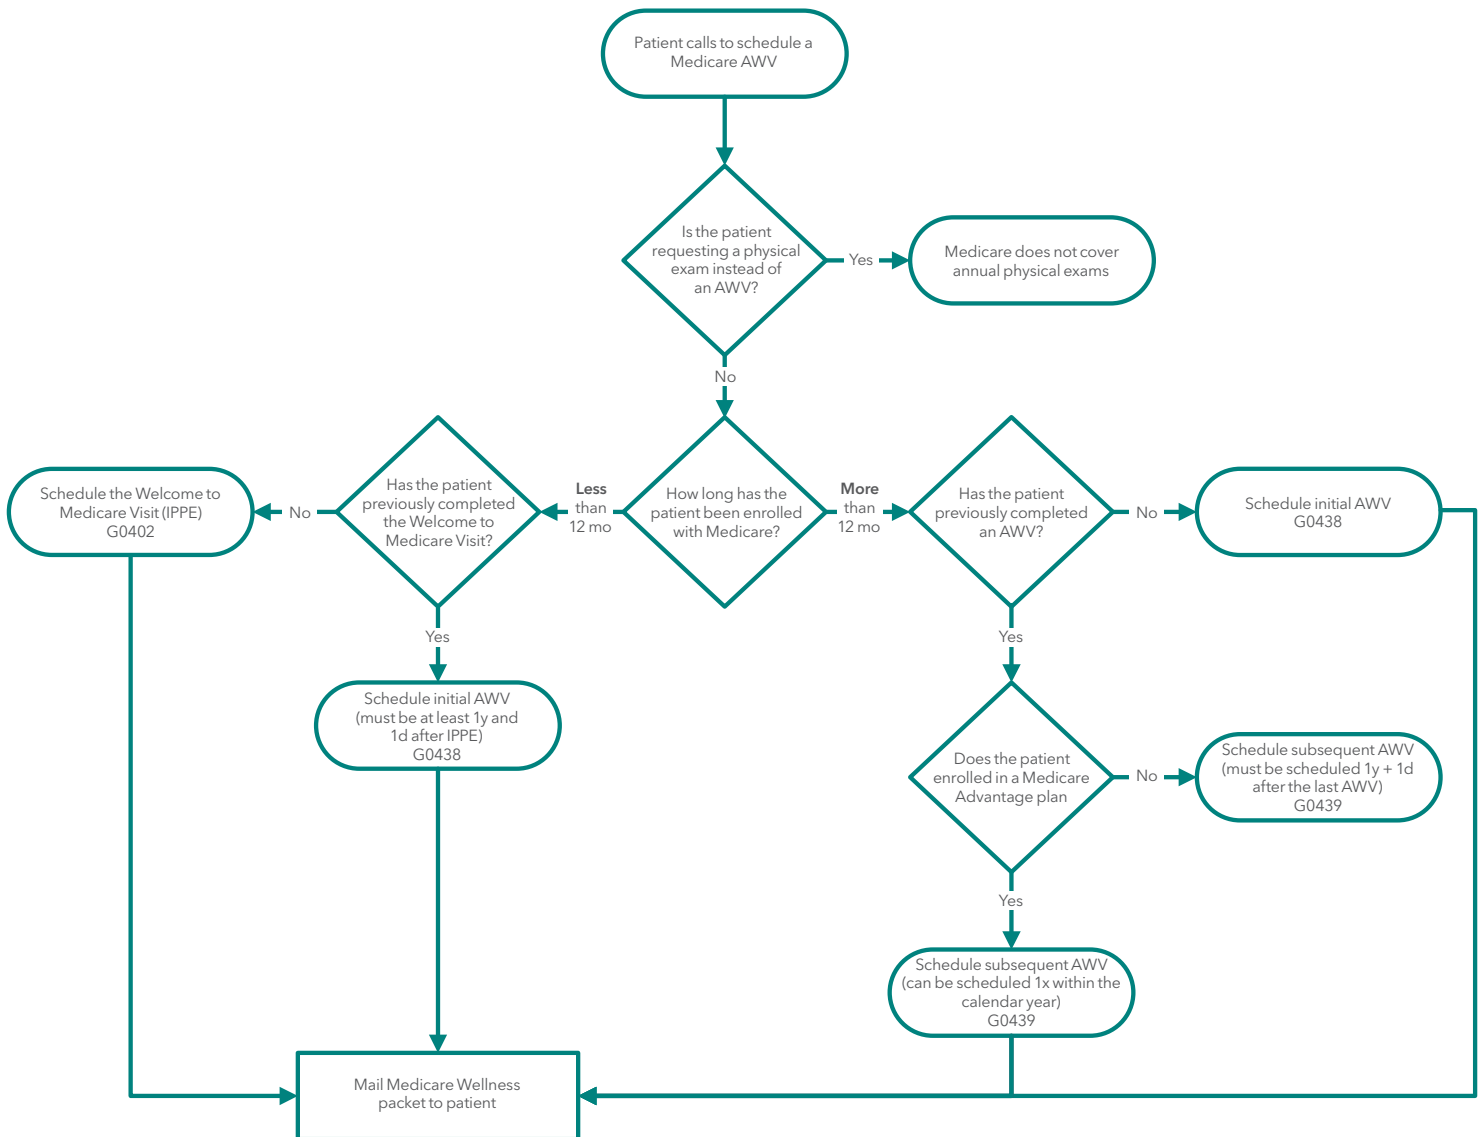 Patient calls to schedule a
Medicare AWV
Is the patient
requesting a physical
exam instead of
an AWV?
Yes
Medicare does not cover
annual physical exams
No
Schedule the Welcome to
Medicare Visit (IPPE)
G0402
No
Has the patient
previously completed
the Welcome to
Medicare Visit?
Less
than
12 mo
How long has the
patient been enrolled
with Medicare?
More
than
12 mo
Has the patient
previously completed
an AWV?
No
Schedule initial AWV
G0438
Yes
Yes
Schedule initial AWV
(must be at least 1y and
1d after IPPE)
G0438
Does the patient
enrolled in a Medicare
Advantage plan
No
Schedule subsequent AWV
(must be scheduled 1y + 1d
after the last AWV)
G0439
Yes
Schedule subsequent AWV
(can be scheduled 1x within the
calendar year)
G0439
Mail Medicare Wellness
packet to patient